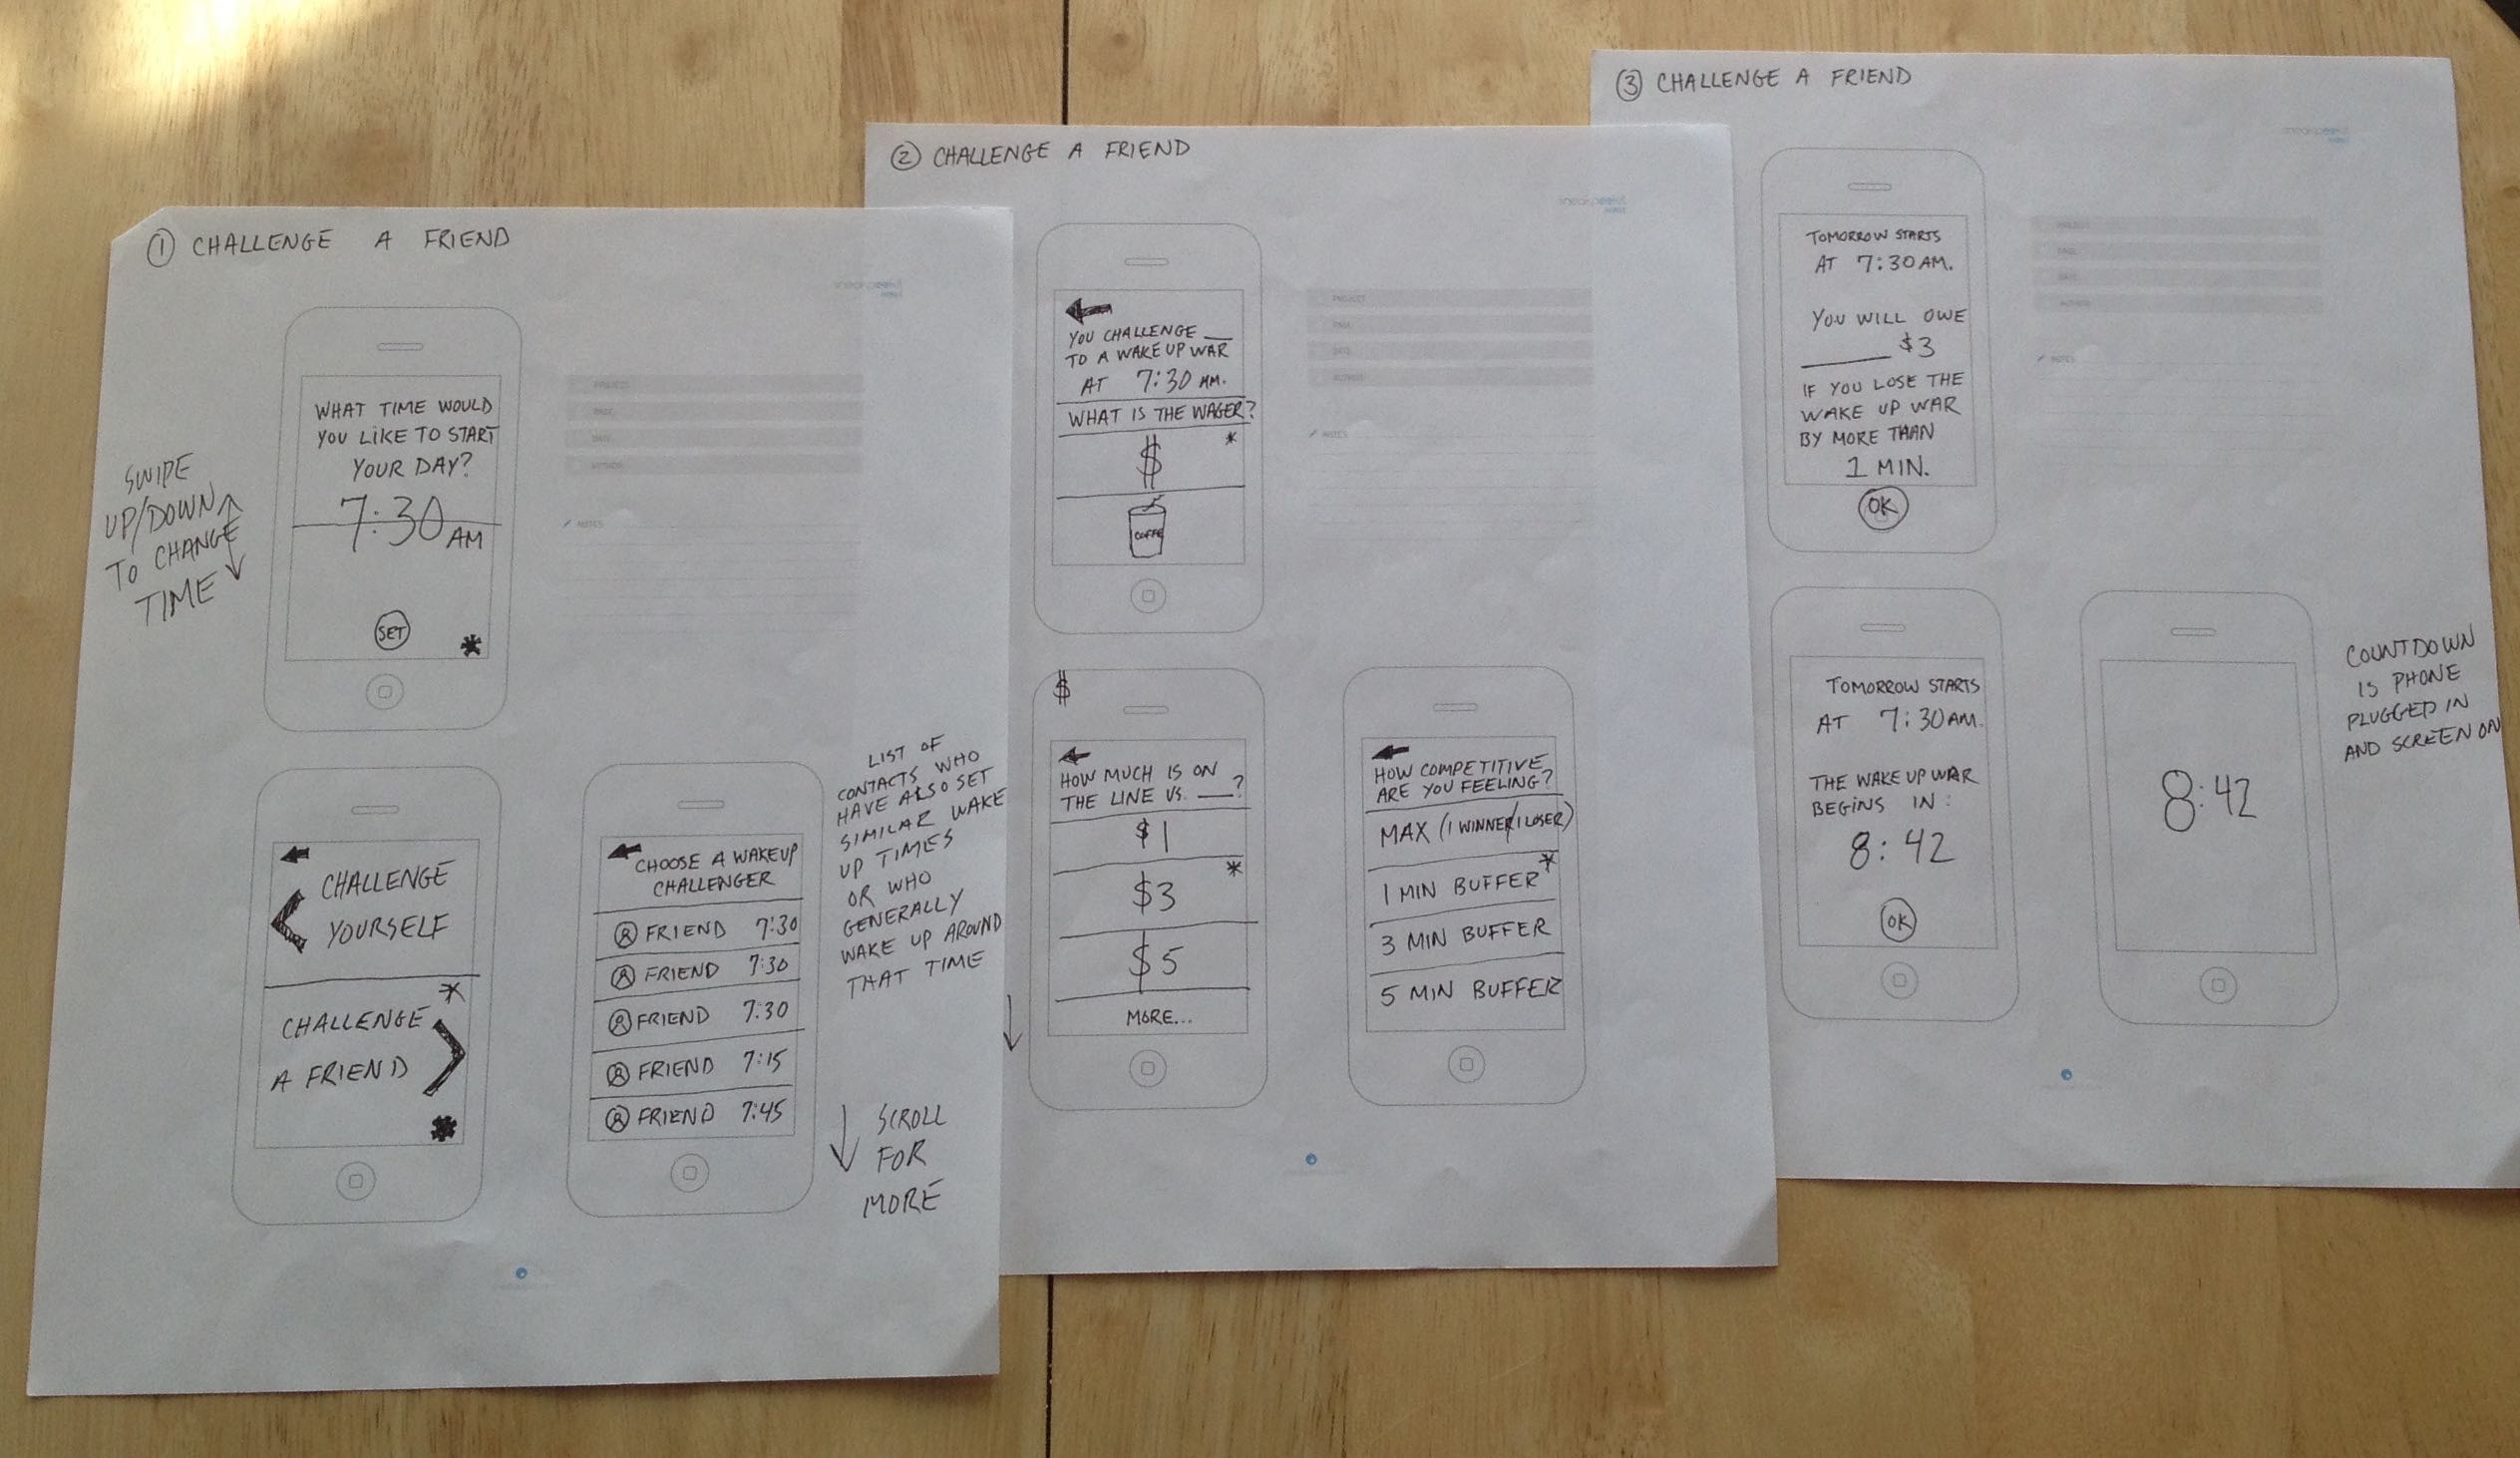 ① CHALLENGE A FRIEND
WHAT TIME WOULD
YOU LIKE TO START
YOUR DAY?
7:30 AM
SET
*
SWIPE
UP/DOWN
TO CHANGE
TIME
CHALLENGE
YOURSELF
*
CHALLENGE
A FRIEND
*
CHOOSE A WAKEUP
CHALLENGER
FRIEND 7:30
FRIEND 7:30
FRIEND 7:30
FRIEND 7:15
FRIEND 7:45
LIST OF
CONTACTS WHO
HAVE ALSO SET
SIMILAR WAKE
UP TIMES
OR WHO
GENERALLY
WAKE UP AROUND
THAT TIME
SCROLL
FOR
MORE
NOTES
② CHALLENGE A FRIEND
YOU CHALLENGE __
TO A WAKE UP WAR
AT 7:30 AM.
WHAT IS THE WAGER?
*
$
COFFE
NOTES
$
HOW MUCH IS ON
THE LINE VS. __?
$1
*
$3
$5
MORE...
HOW COMPETITIVE
ARE YOU FEELING?
MAX (1 WINNER/1 LOSER)
1 MIN BUFFER *
3 MIN BUFFER
5 MIN BUFFER
③ CHALLENGE A FRIEND
TOMORROW STARTS
AT 7:30 AM.
YOU WILL OWE
____ $3
IF YOU LOSE THE
WAKE UP WAR
BY MORE THAN
1 MIN.
OK
NOTES
TOMORROW STARTS
AT 7:30 AM.
THE WAKE UP WAR
BEGINS IN:
8:42
OK
8:42
COUNTDOWN
IS PHONE
PLUGGED IN
AND SCREEN ON